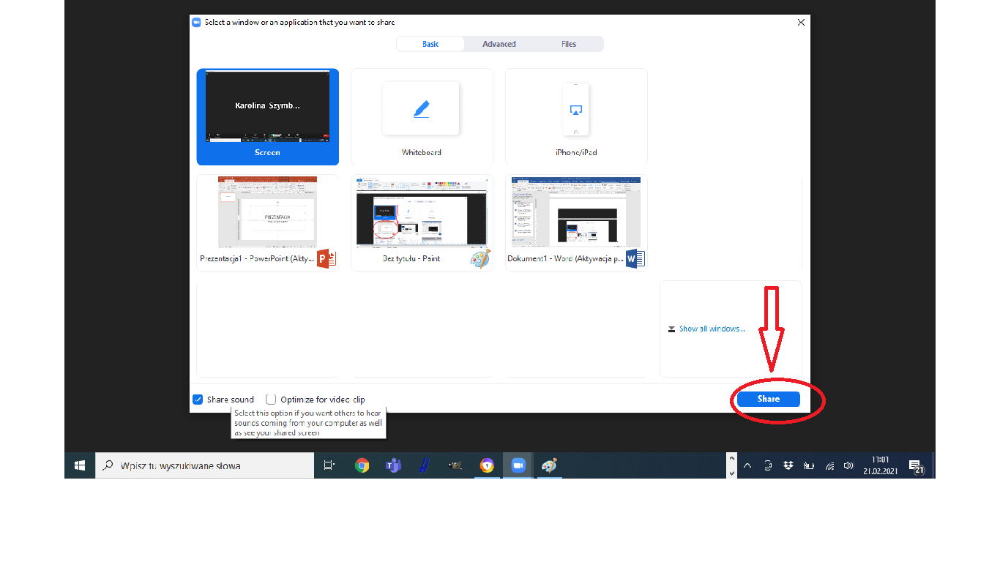 Select a window or an application that you want to share
Basic
Advanced
Files
Karolina Szymb...
Screen
Whiteboard
iPhone/iPad
PREZENTACJA
Prezentacja1 - PowerPoint (Akty...
P
Bez tytułu - Paint
Dokument1 - Word (Aktywacja p...
W
Show all windows...
Share sound
Optimize for video clip
Share
Select this option if you want others to hear
sounds coming from your computer as well
as see your shared screen
Wpisz tu wyszukiwane słowa
11:01
21.02.2021
21